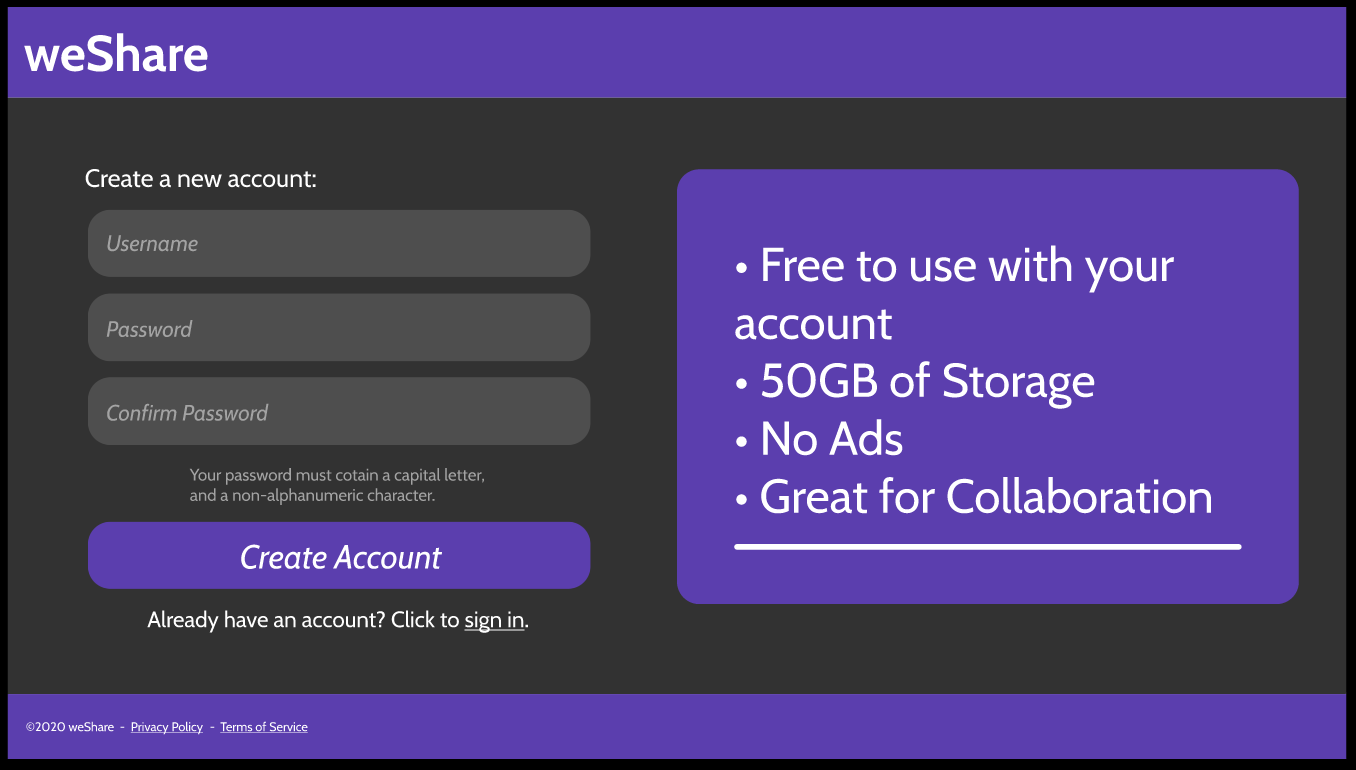 weShare
Create a new account:
Username
Password
Confirm Password
Your password must cotain a capital letter,
and a non-alphanumeric character.
Create Account
Already have an account? Click to sign in.
• Free to use with your
account
• 50GB of Storage
• No Ads
• Great for Collaboration
©2020 weShare - Privacy Policy - Terms of Service